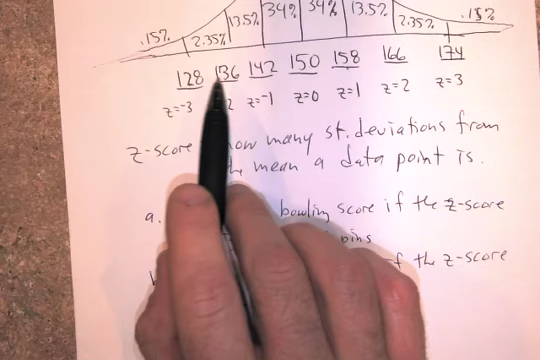 .15% 2.35% 13.5% 34% 34% 13.5% 2.35% .15%
128 136 142 150 158 166 174
z=-3 2 z=-1 z=0 z=1 z=2 z=3
z-score how many st. deviations from
the mean a data point is.
a. bowling score if the z-score
pins
if the z-score